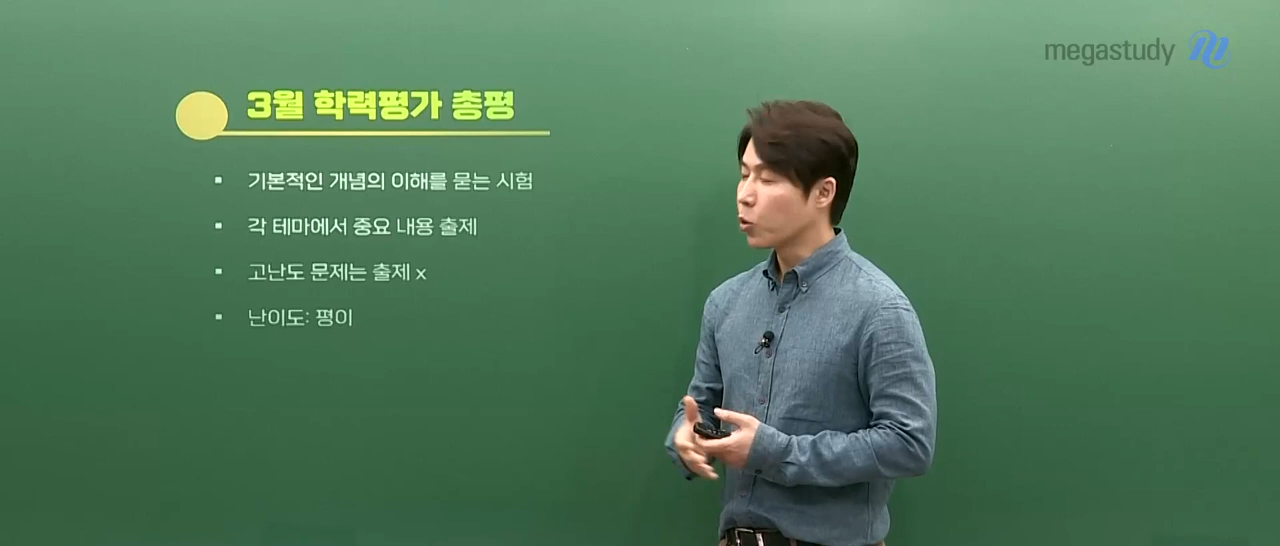 megastudy
3월 학력평가 총평
▪ 기본적인 개념의 이해를 묻는 시험
▪ 각 테마에서 중요 내용 출제
▪ 고난도 문제는 출제 x
▪ 난이도: 평이